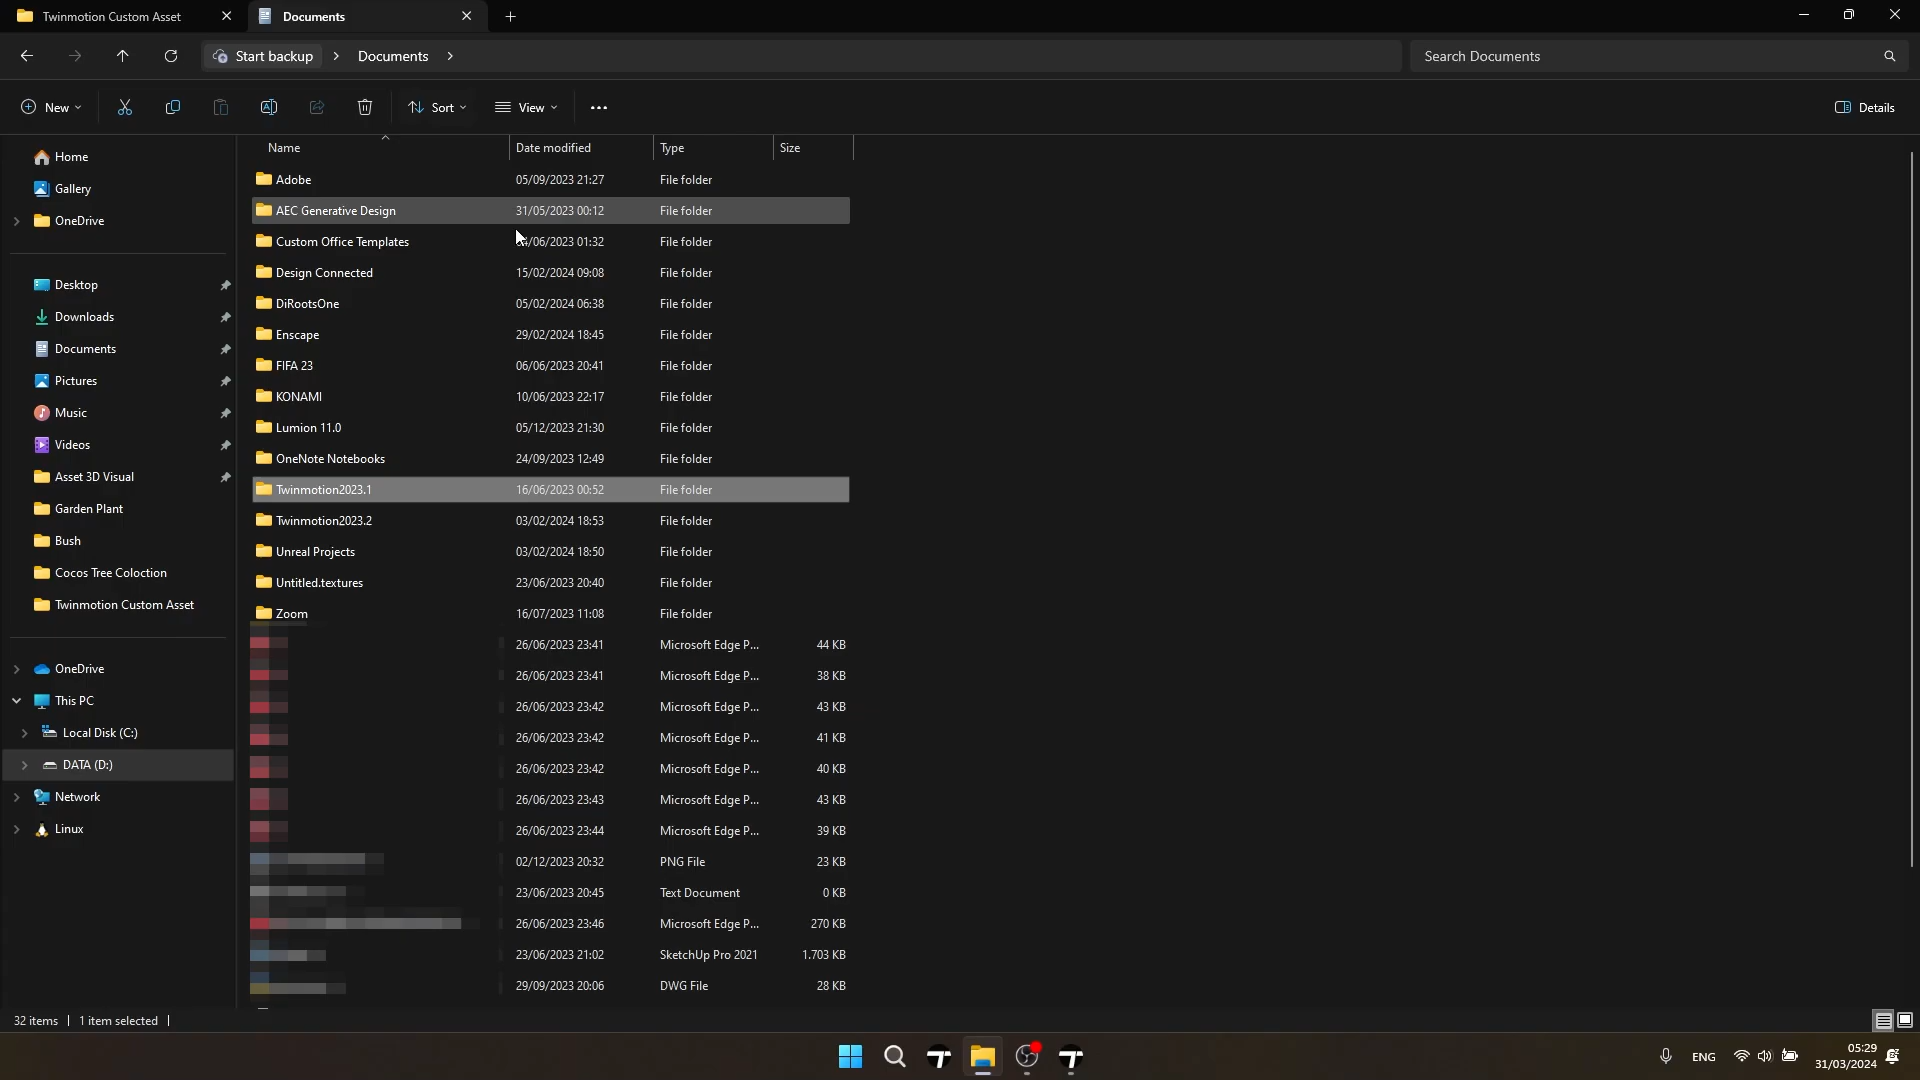 Twinmotion Custom Asset
Documents
Start backup
Documents
Search Documents
New
Sort
View
Details
Name
Date modified
Type
Size
Home
Gallery
OneDrive
Desktop
Downloads
Documents
Pictures
Music
Videos
Asset 3D Visual
Garden Plant
Bush
Cocos Tree Coloction
Twinmotion Custom Asset
OneDrive
This PC
Local Disk (C:)
DATA (D:)
Network
Linux
Adobe 05/09/2023 21:27 File folder
AEC Generative Design 31/05/2023 00:12 File folder
Custom Office Templates /06/2023 01:32 File folder
Design Connected 15/02/2024 09:08 File folder
DiRootsOne 05/02/2024 06:38 File folder
Enscape 29/02/2024 18:45 File folder
FIFA 23 06/06/2023 20:41 File folder
KONAMI 10/06/2023 22:17 File folder
Lumion 11.0 05/12/2023 21:30 File folder
OneNote Notebooks 24/09/2023 12:49 File folder
Twinmotion2023.1 16/06/2023 00:52 File folder
Twinmotion2023.2 03/02/2024 18:53 File folder
Unreal Projects 03/02/2024 18:50 File folder
Untitled.textures 23/06/2023 20:40 File folder
Zoom 16/07/2023 11:08 File folder
26/06/2023 23:41 Microsoft Edge P... 44 KB
26/06/2023 23:41 Microsoft Edge P... 38 KB
26/06/2023 23:42 Microsoft Edge P... 43 KB
26/06/2023 23:42 Microsoft Edge P... 41 KB
26/06/2023 23:42 Microsoft Edge P... 40 KB
26/06/2023 23:43 Microsoft Edge P... 43 KB
26/06/2023 23:44 Microsoft Edge P... 39 KB
02/12/2023 20:32 PNG File 23 KB
23/06/2023 20:45 Text Document 0 KB
26/06/2023 23:46 Microsoft Edge P... 270 KB
23/06/2023 21:02 SketchUp Pro 2021 1.703 KB
29/09/2023 20:06 DWG File 28 KB
32 items
1 item selected
ENG
05:29
31/03/2024